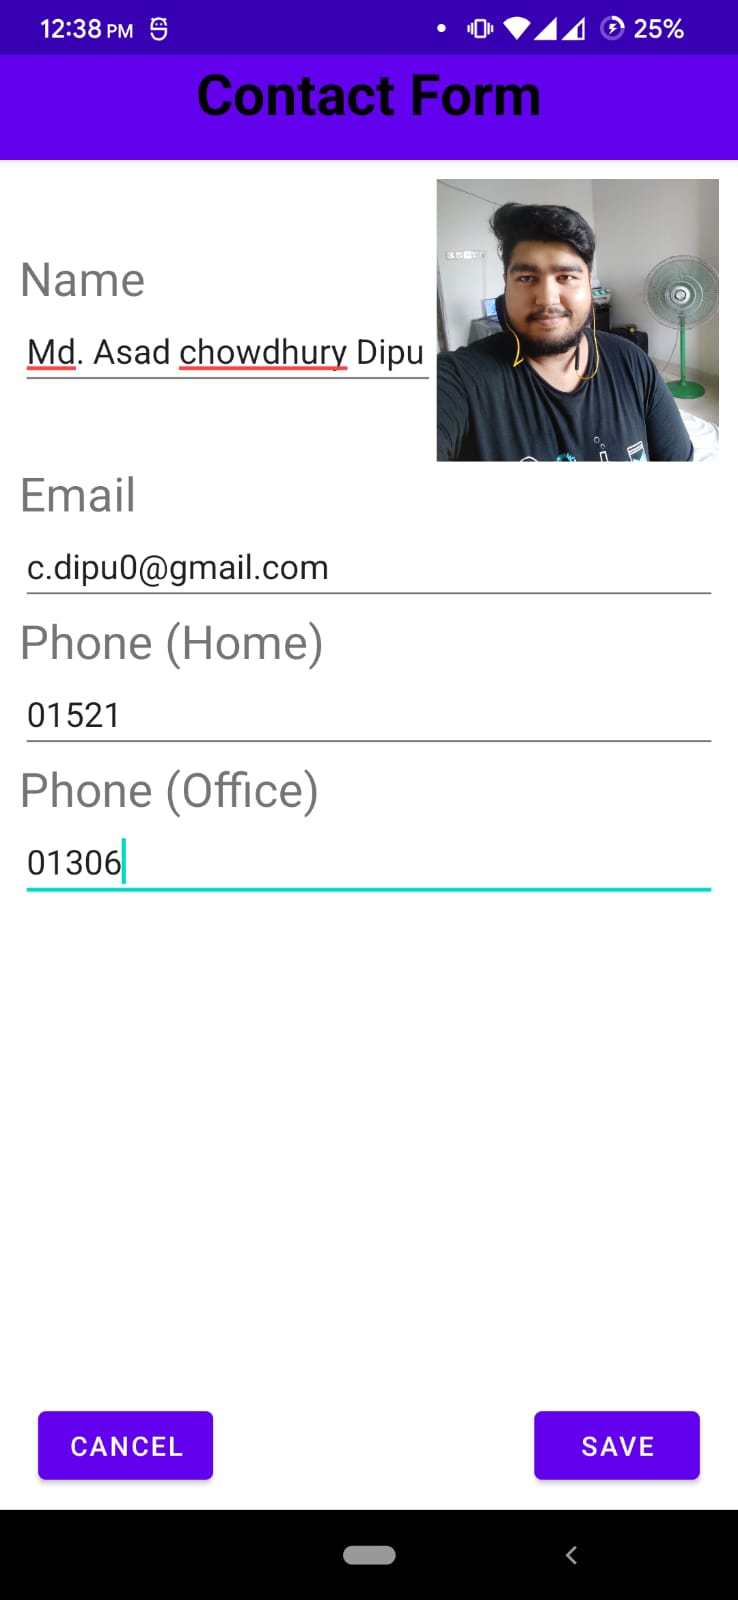 12:38 PM 25%
Contact Form
Name
Md. Asad chowdhury Dipu
Email
c.dipu0@gmail.com
Phone (Home)
01521
Phone (Office)
01306
CANCEL SAVE